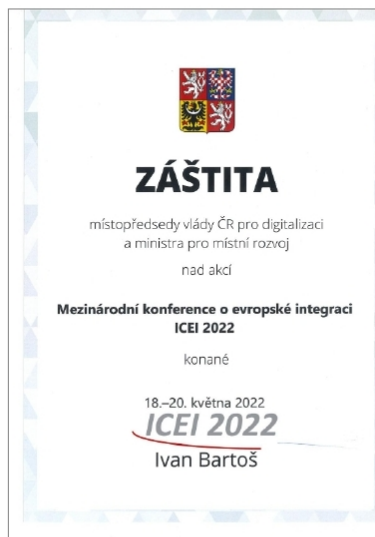 ZÁŠTITA
místopředsedy vlády ČR pro digitalizaci
a ministra pro místní rozvoj
nad akcí
Mezinárodní konference o evropské integraci
ICEI 2022
konané
18.–20. května 2022
ICEI 2022
Ivan Bartoš